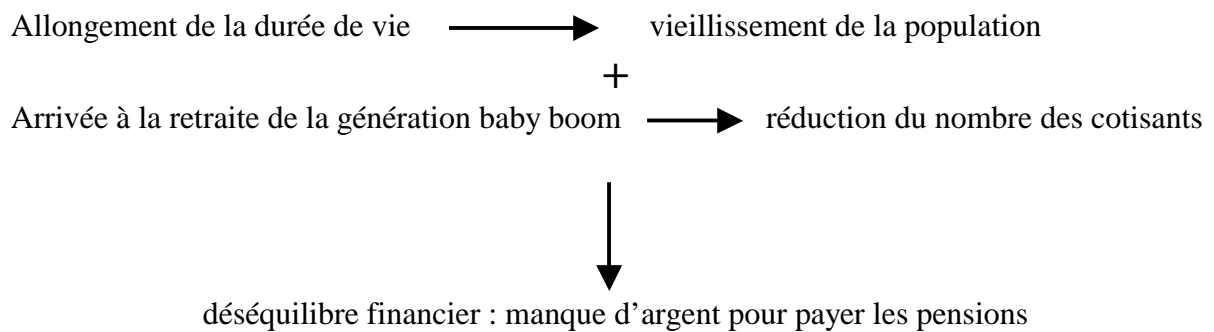 Allongement de la durée de vie vieillissement de la population
+
Arrivée à la retraite de la génération baby boom réduction du nombre des cotisants
déséquilibre financier : manque d'argent pour payer les pensions